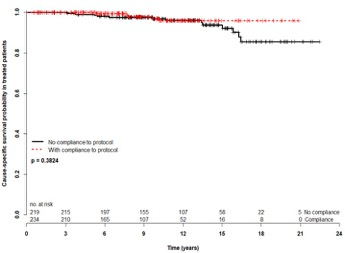 Cause-specific survival probability in treated patients
1.0
0.8
0.6
0.4
0.2
0.0
No compliance to protocol
With compliance to protocol
p = 0.3824
no. at risk
219 215 197 155 107 58 22 5 No compliance
234 210 165 107 52 16 8 0 Compliance
0 3 6 9 12 15 18 21 24
Time (years)